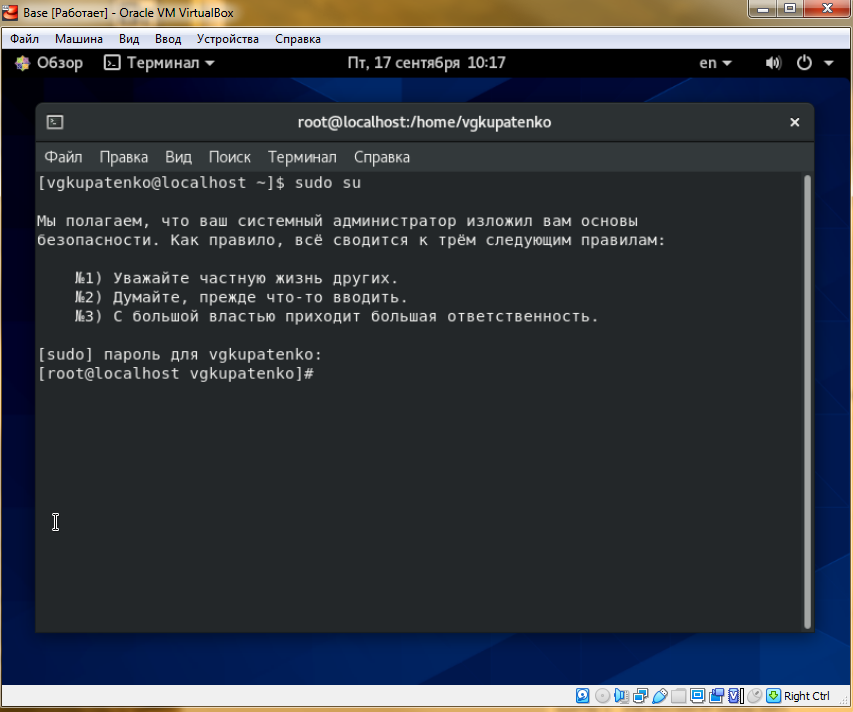 Base [Работает] - Oracle VM VirtualBox
Файл Машина Вид Ввод Устройства Справка
Обзор Терминал Пт, 17 сентября 10:17 en
root@localhost:/home/vgkupatenko
Файл Правка Вид Поиск Терминал Справка
[vgkupatenko@localhost ~]$ sudo su
Мы полагаем, что ваш системный администратор изложил вам основы
безопасности. Как правило, всё сводится к трём следующим правилам:
№1) Уважайте частную жизнь других.
№2) Думайте, прежде что-то вводить.
№3) С большой властью приходит большая ответственность.
[sudo] пароль для vgkupatenko:
[root@localhost vgkupatenko]#
Right Ctrl